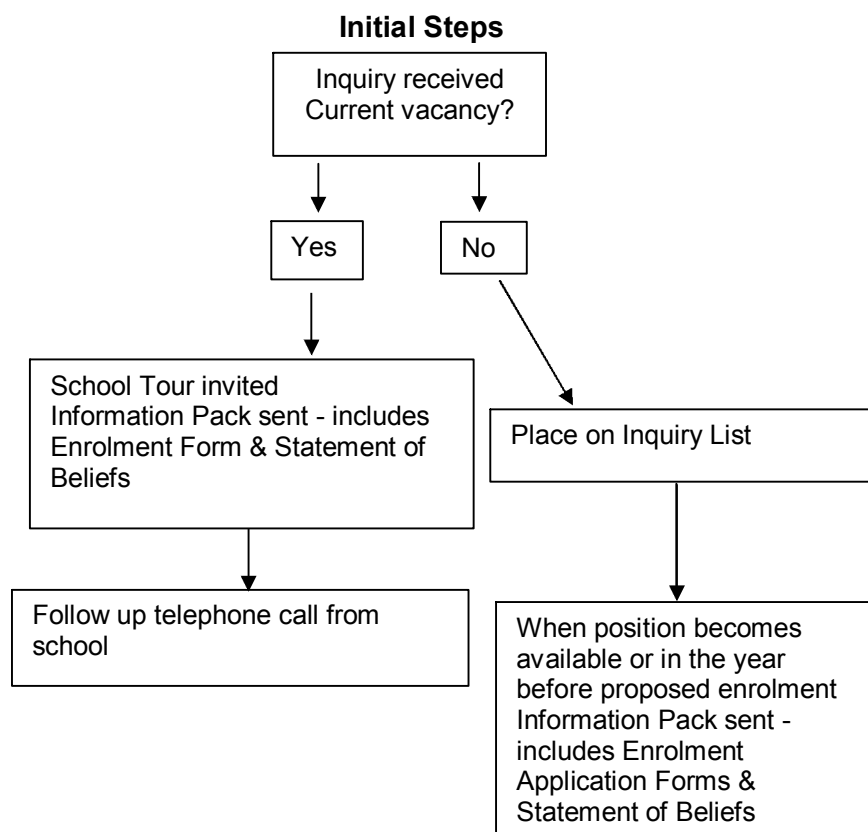 Initial Steps
Inquiry received
Current vacancy?
Yes
No
School Tour invited
Information Pack sent - includes
Enrolment Form & Statement of
Beliefs
Place on Inquiry List
Follow up telephone call from
school
When position becomes
available or in the year
before proposed enrolment
Information Pack sent -
includes Enrolment
Application Forms &
Statement of Beliefs